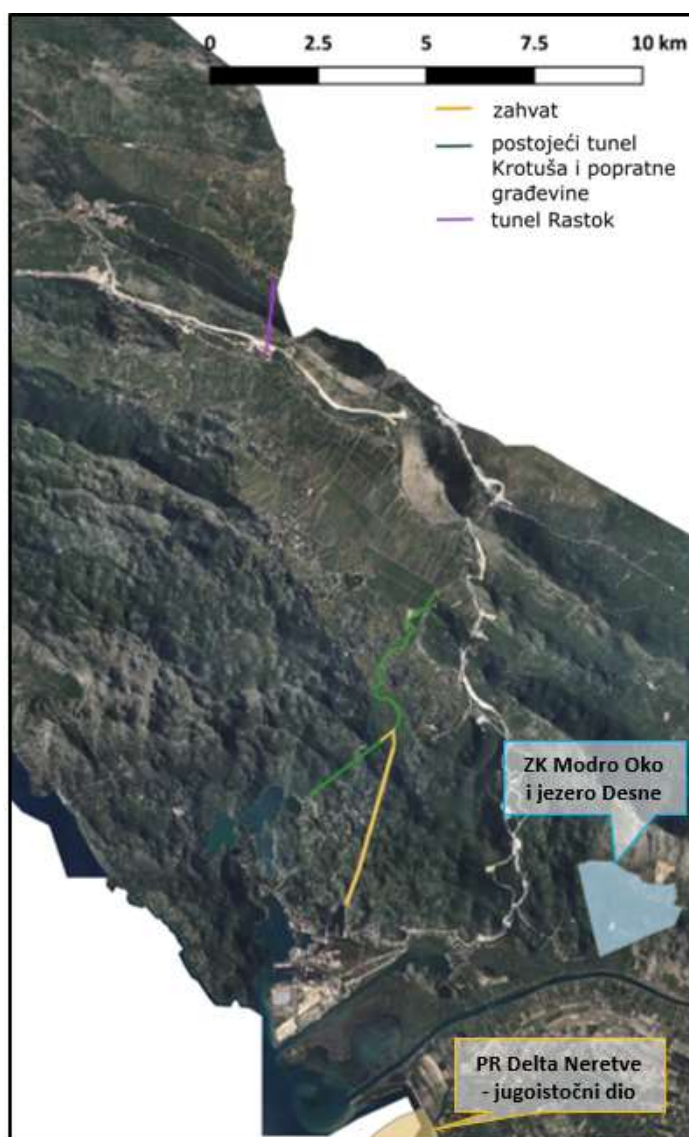 0 2.5 5 7.5 10 km
zahvat
postojeći tunel
Krotuša i popratne
građevine
tunel Rastok
ZK Modro Oko
i jezero Desne
PR Delta Neretve
- jugoistočni dio